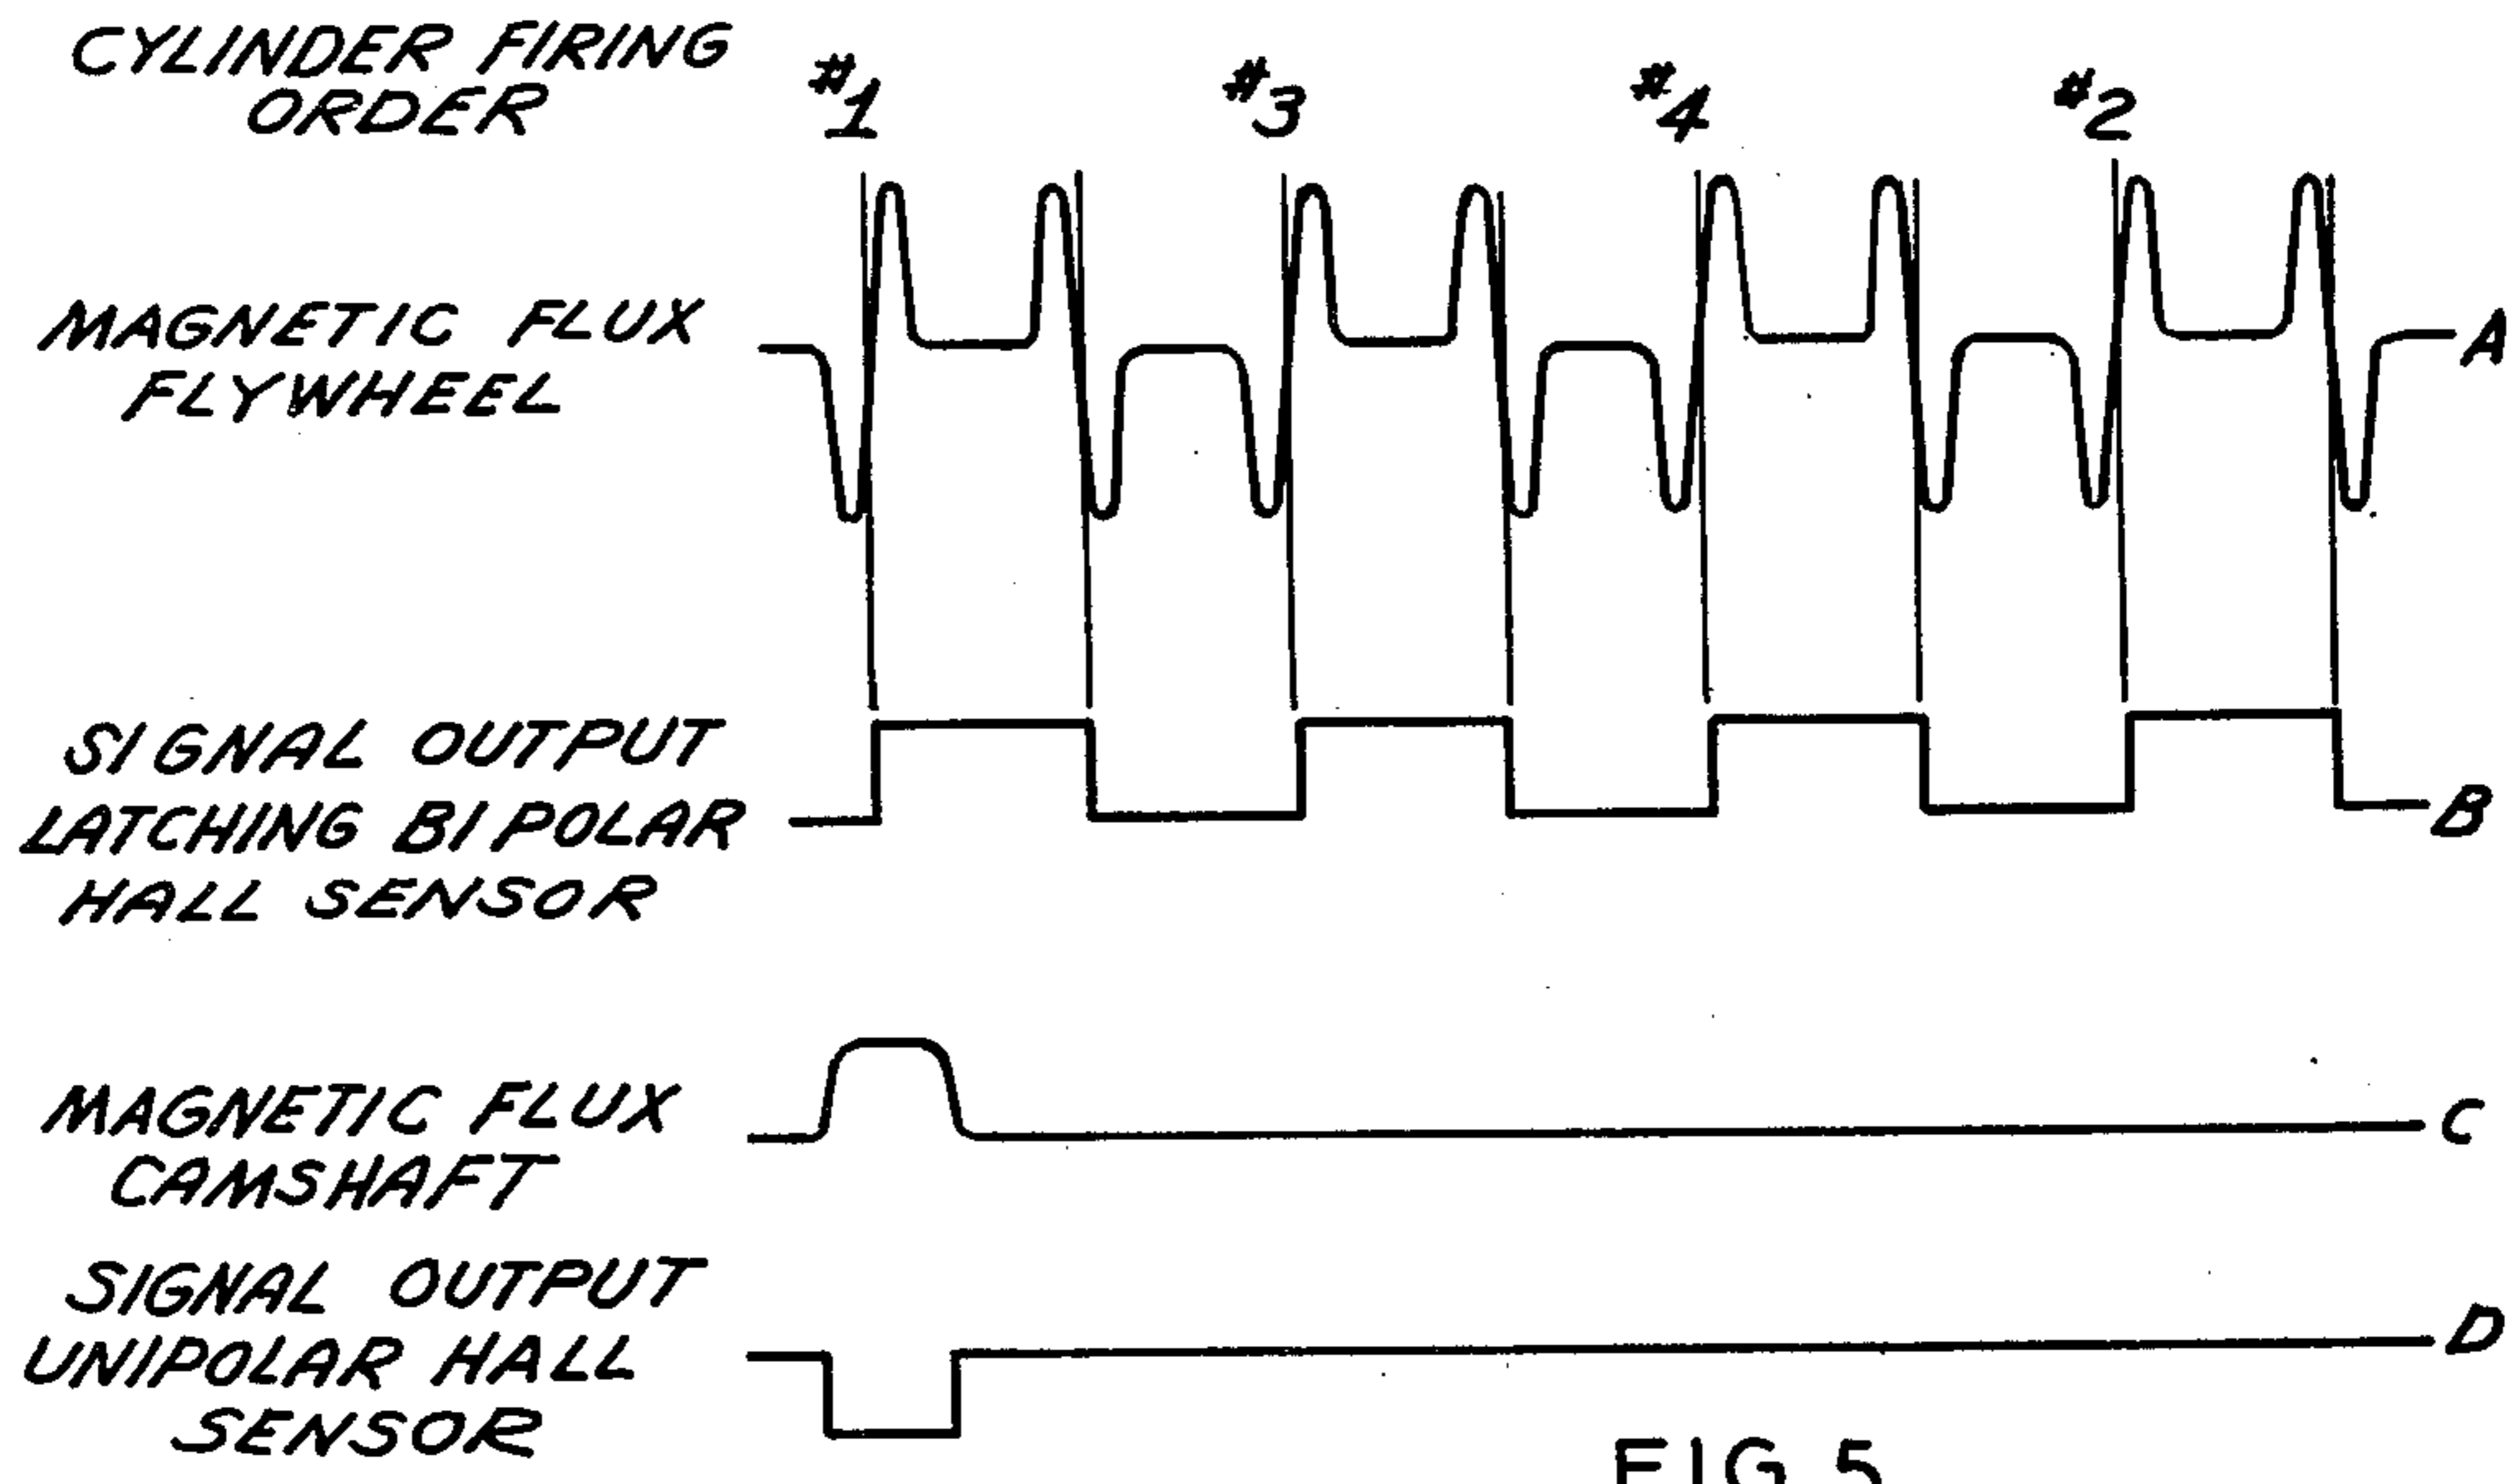 CYLINDER FIRING
ORDER
#1 #3 #4 #2
MAGNETIC FLUX
FLYWHEEL
A
SIGNAL OUTPUT
LATCHING BIPOLAR
HALL SENSOR
B
MAGNETIC FLUX
CAMSHAFT
C
SIGNAL OUTPUT
UNIPOLAR HALL
SENSOR
D
FIG 5